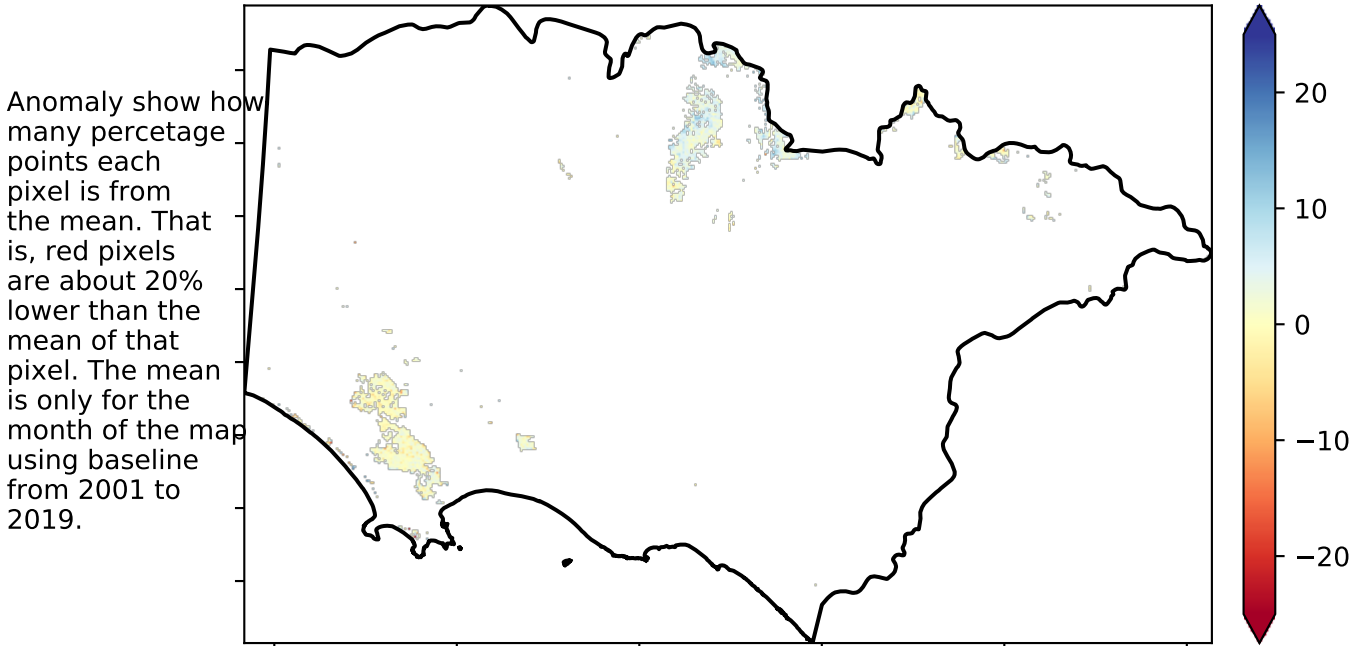 Anomaly show how
many percetage
points each
pixel is from
the mean. That
is, red pixels
are about 20%
lower than the
mean of that
pixel. The mean
is only for the
month of the map
using baseline
from 2001 to
2019.
20
10
0
−10
−20